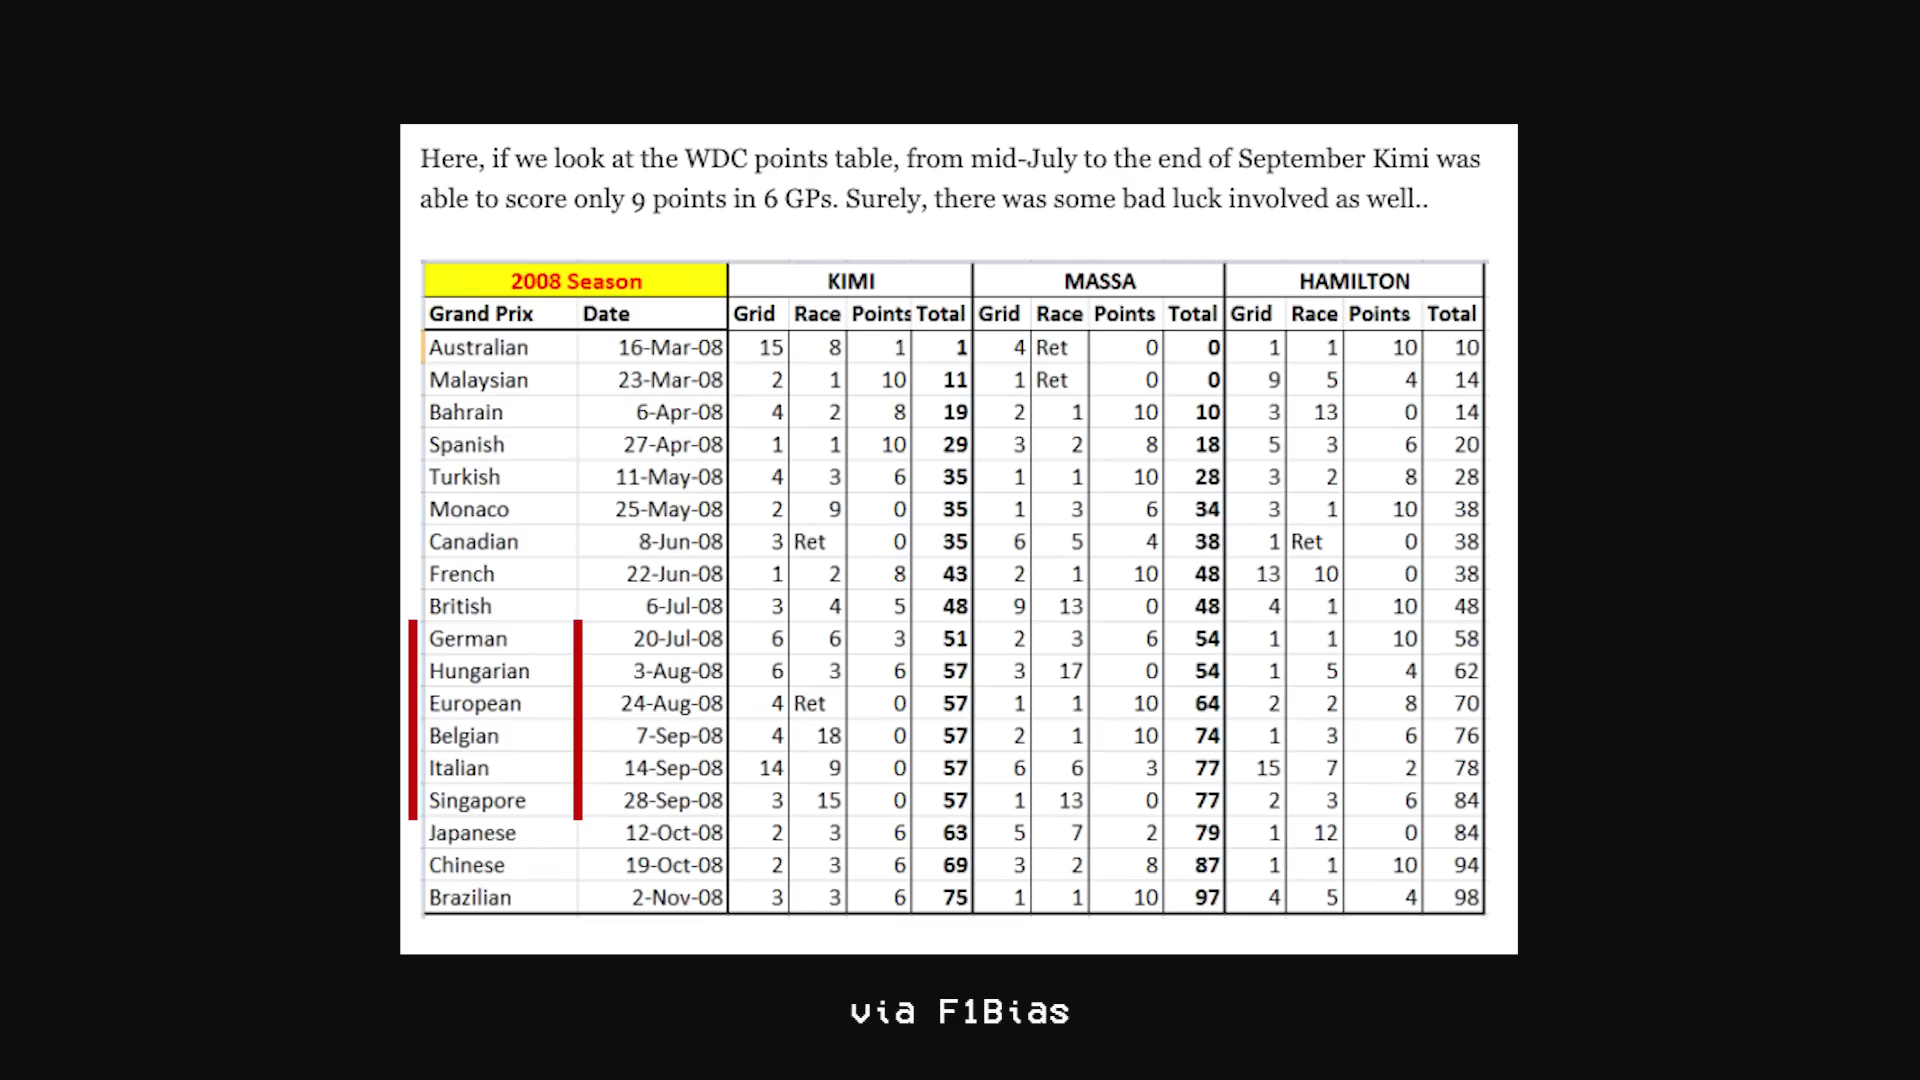 Here, if we look at the WDC points table, from mid-July to the end of September Kimi was
able to score only 9 points in 6 GPs. Surely, there was some bad luck involved as well..
2008 Season KIMI MASSA HAMILTON
Grand Prix Date Grid Race Points Total Grid Race Points Total Grid Race Points Total
Australian 16-Mar-08 15 8 1 1 4 Ret 0 0 1 1 10 10
Malaysian 23-Mar-08 2 1 10 11 1 Ret 0 0 9 5 4 14
Bahrain 6-Apr-08 4 2 8 19 2 1 10 10 3 13 0 14
Spanish 27-Apr-08 1 1 10 29 3 2 8 18 5 3 6 20
Turkish 11-May-08 4 3 6 35 1 1 10 28 3 2 8 28
Monaco 25-May-08 2 9 0 35 1 3 6 34 3 1 10 38
Canadian 8-Jun-08 3 Ret 0 35 6 5 4 38 1 Ret 0 38
French 22-Jun-08 1 2 8 43 2 1 10 48 13 10 0 38
British 6-Jul-08 3 4 5 48 9 13 0 48 4 1 10 48
German 20-Jul-08 6 6 3 51 2 3 6 54 1 1 10 58
Hungarian 3-Aug-08 6 3 6 57 3 17 0 54 1 5 4 62
European 24-Aug-08 4 Ret 0 57 1 1 10 64 2 2 8 70
Belgian 7-Sep-08 4 18 0 57 2 1 10 74 1 3 6 76
Italian 14-Sep-08 14 9 0 57 6 6 3 77 15 7 2 78
Singapore 28-Sep-08 3 15 0 57 1 13 0 77 2 3 6 84
Japanese 12-Oct-08 2 3 6 63 5 7 2 79 1 12 0 84
Chinese 19-Oct-08 2 3 6 69 3 2 8 87 1 1 10 94
Brazilian 2-Nov-08 3 3 6 75 1 1 10 97 4 5 4 98
via F1Bias